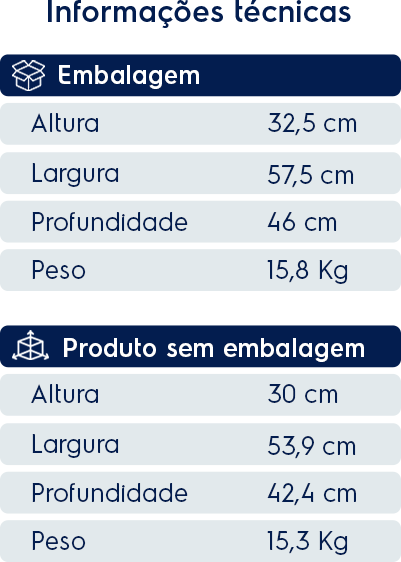 Informações técnicas
Embalagem
Altura 32,5 cm
Largura 57,5 cm
Profundidade 46 cm
Peso 15,8 Kg
Produto sem embalagem
Altura 30 cm
Largura 53,9 cm
Profundidade 42,4 cm
Peso 15,3 Kg